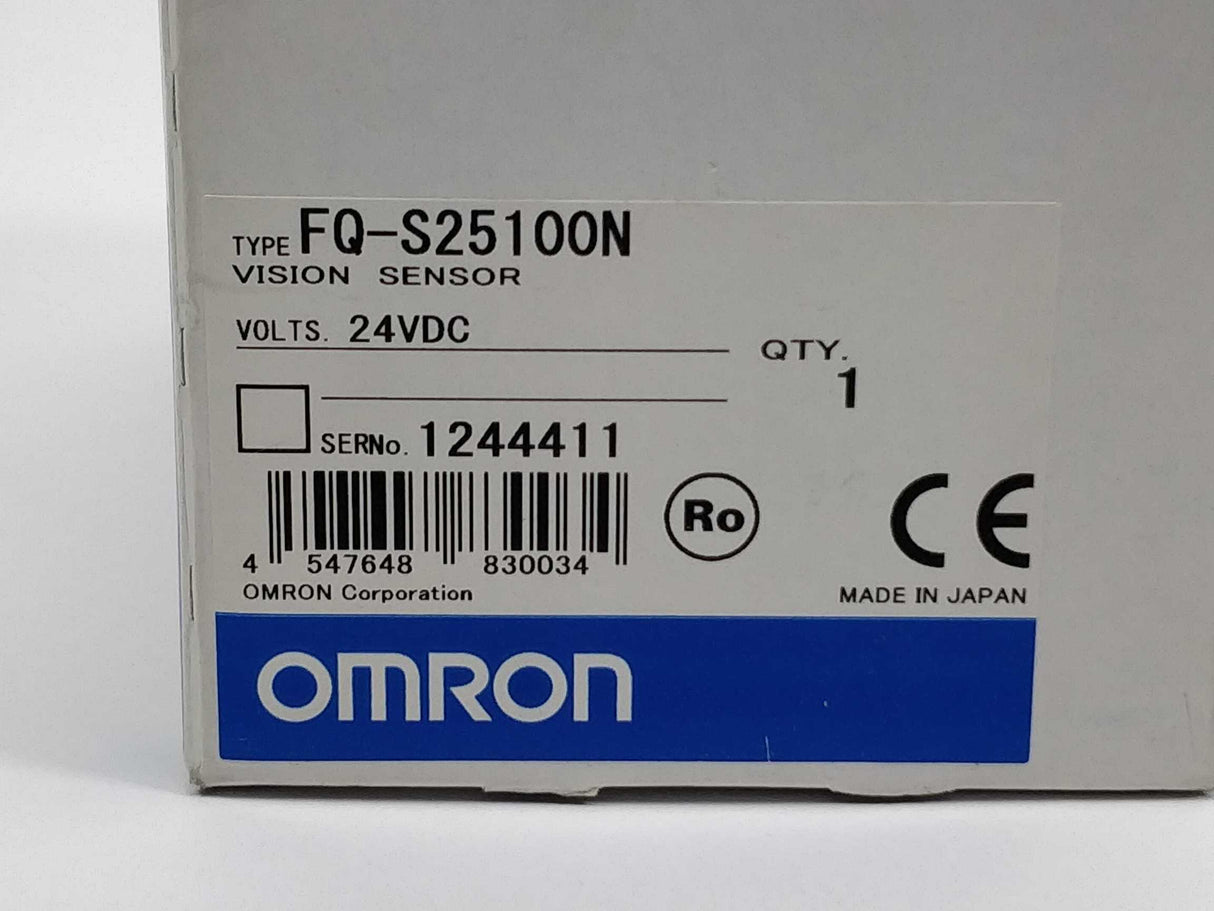 TYPE FQ-S25100N
VISION SENSOR
VOLTS. 24VDC
QTY.
1
SERNo. 1244411
Ro
CE
4 547648 830034
OMRON Corporation
MADE IN JAPAN
OMRON